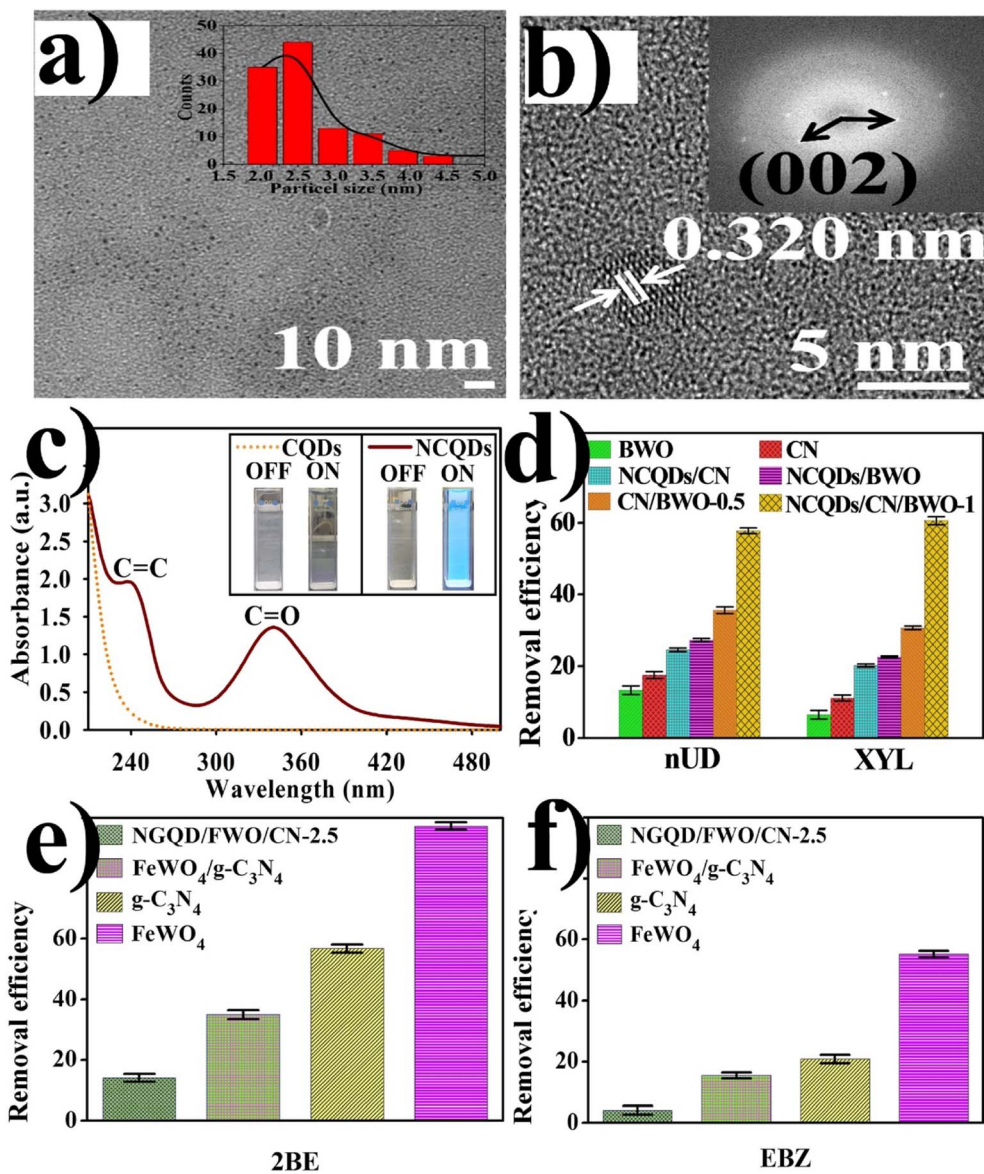 a)
50
40
30
20
10
0
Counts
1.5 2.0 2.5 3.0 3.5 4.0 4.5 5.0
Particel size (nm)
10 nm
b)
(002)
0.320 nm
5 nm
c)
CQDs NCQDs
OFF ON OFF ON
3.0
2.5
2.0
1.5
1.0
0.5
0.0
Absorbance (a.u.)
C=C
C=O
240 300 360 420 480
Wavelength (nm)
d)
BWO CN
NCQDs/CN NCQDs/BWO
CN/BWO-0.5 NCQDs/CN/BWO-1
60
40
20
0
Removal efficiency
nUD XYL
e)
NGQD/FWO/CN-2.5
FeWO₄/g-C₃N₄
g-C₃N₄
FeWO₄
60
40
20
0
Removal efficiency
2BE
f)
NGQD/FWO/CN-2.5
FeWO₄/g-C₃N₄
g-C₃N₄
FeWO₄
60
40
20
0
Removal efficiency
EBZ